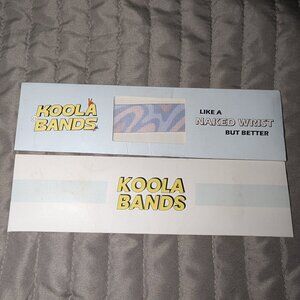 KOOLA
BANDS
LIKE A
NAKED WRIST
BUT BETTER
KOOLA
BANDS